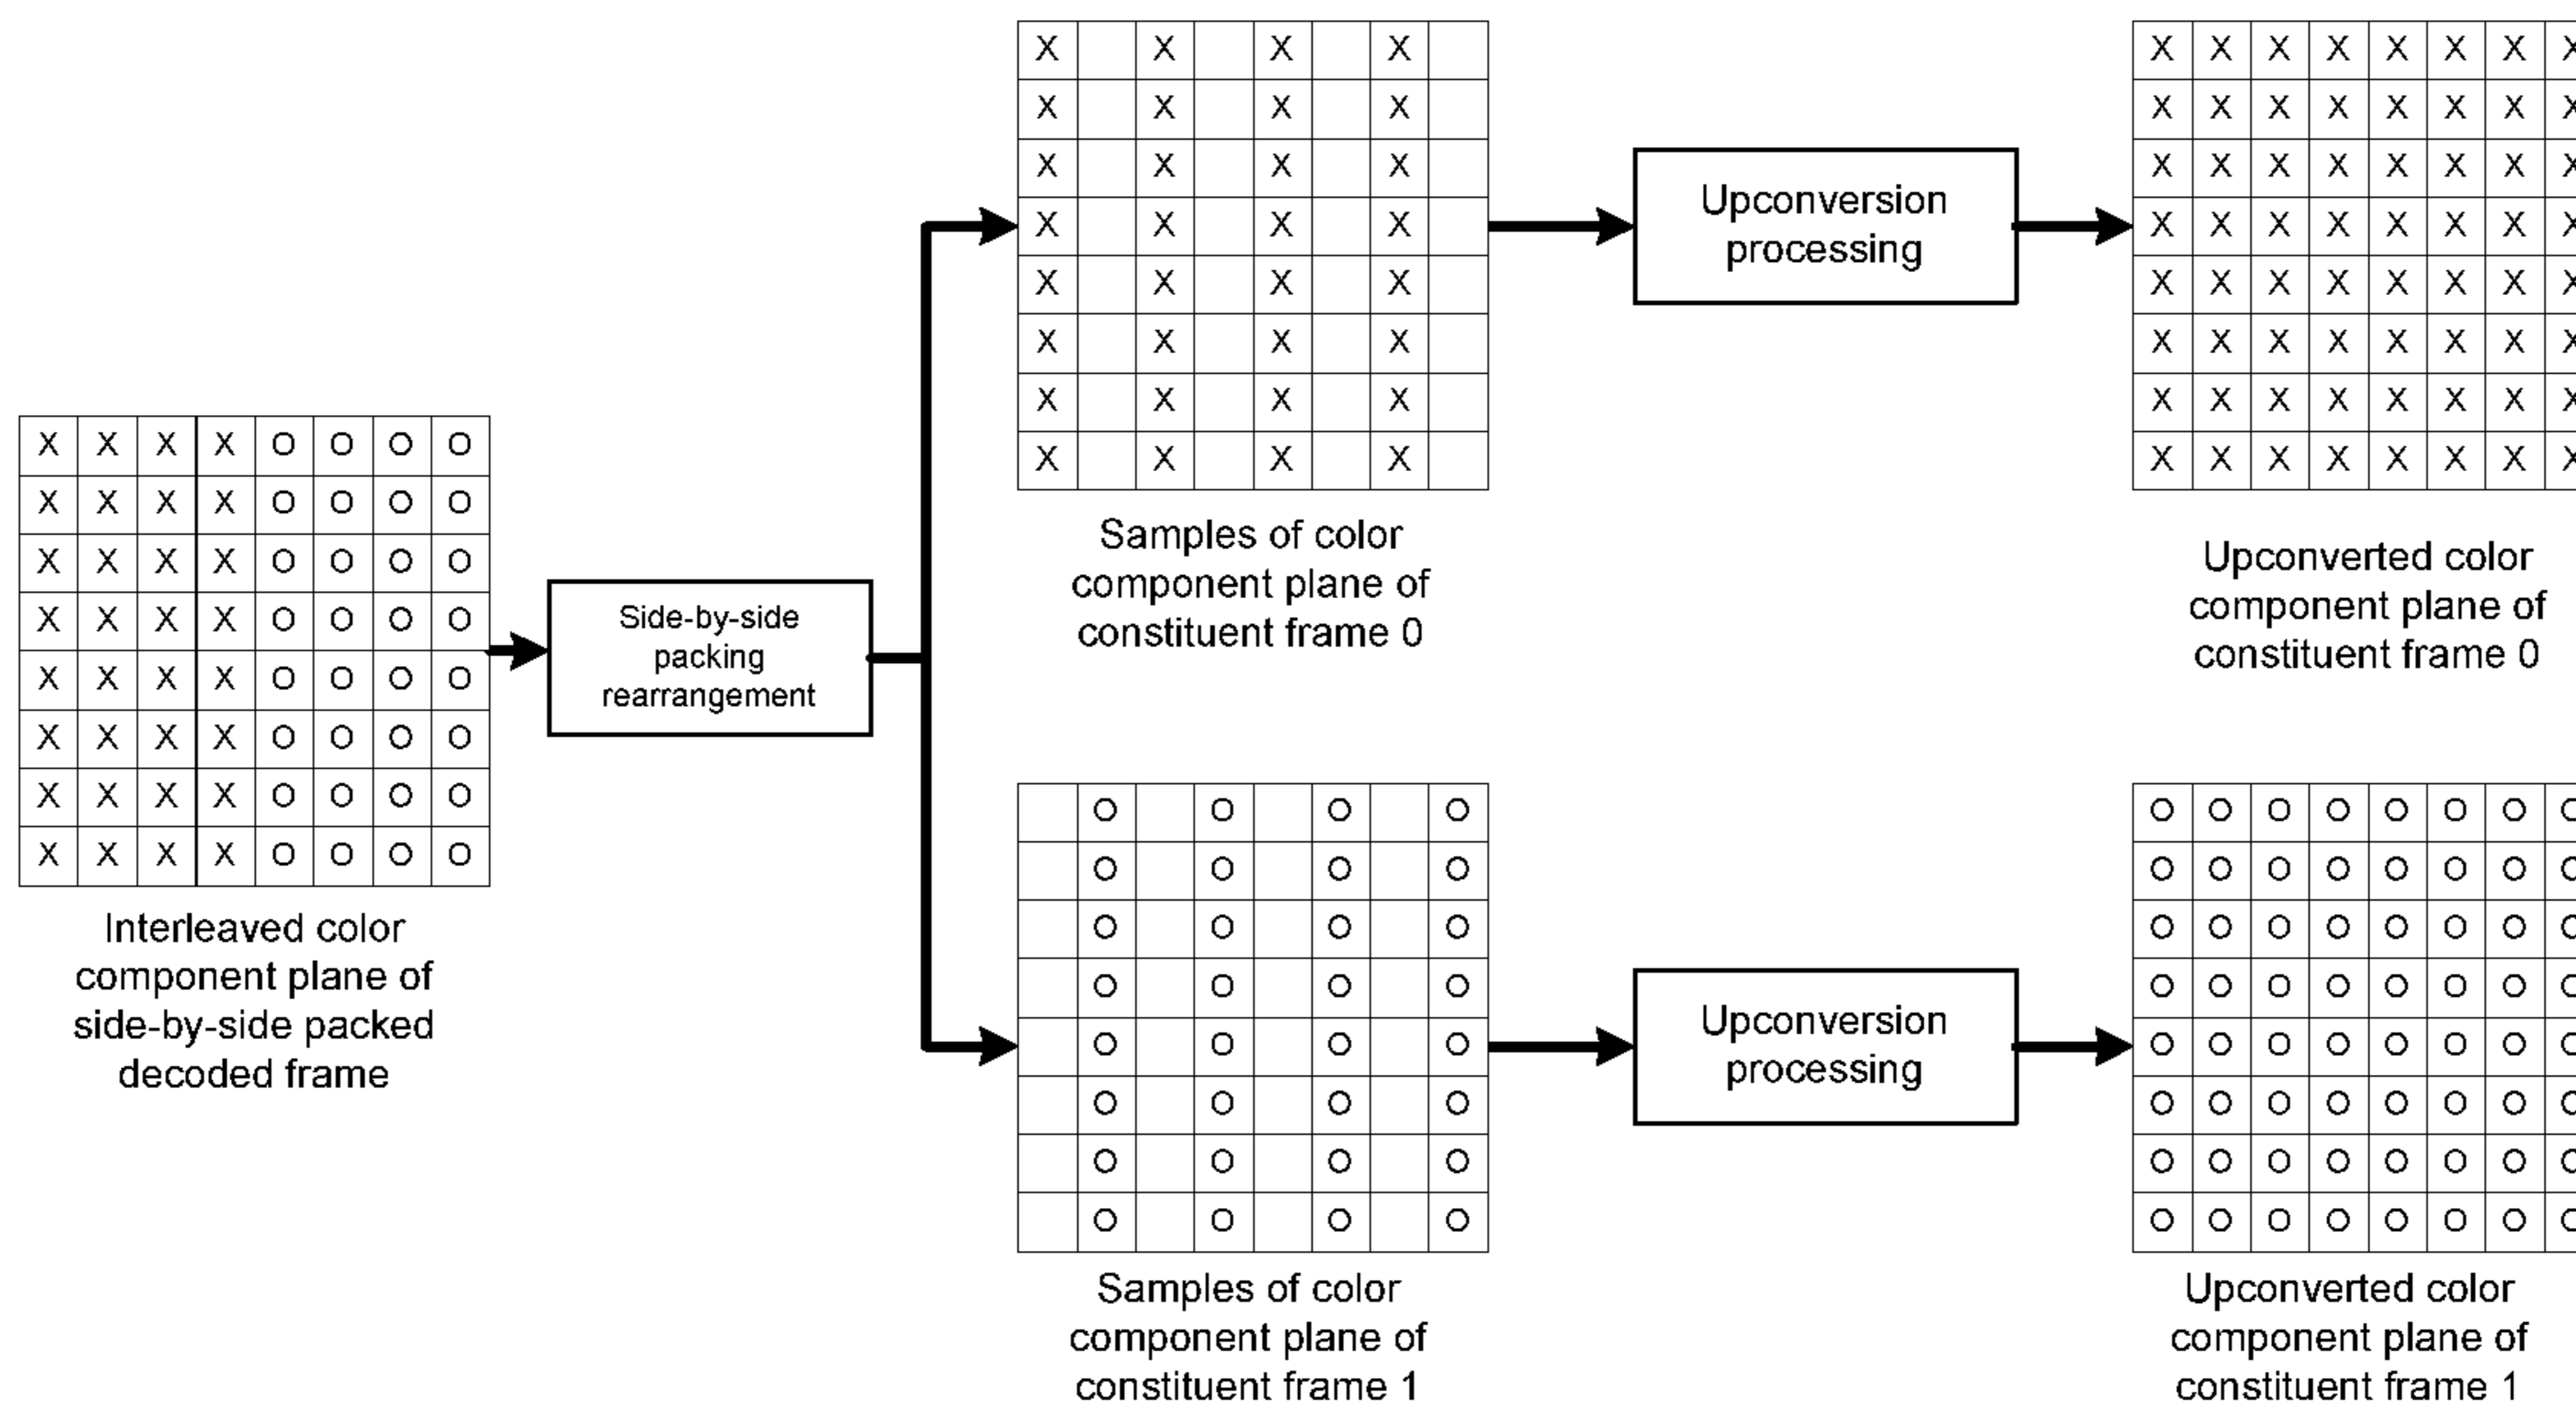 X X X X O O O O
X X X X O O O O
X X X X O O O O
X X X X O O O O
X X X X O O O O
X X X X O O O O
X X X X O O O O
X X X X O O O O
Interleaved color
component plane of
side-by-side packed
decoded frame
Side-by-side
packing
rearrangement
X X X X
X X X X
X X X X
X X X X
X X X X
X X X X
X X X X
X X X X
Samples of color
component plane of
constituent frame 0
Upconversion
processing
X X X X X X X X
X X X X X X X X
X X X X X X X X
X X X X X X X X
X X X X X X X X
X X X X X X X X
X X X X X X X X
X X X X X X X X
Upconverted color
component plane of
constituent frame 0
O O O O
O O O O
O O O O
O O O O
O O O O
O O O O
O O O O
O O O O
Samples of color
component plane of
constituent frame 1
Upconversion
processing
O O O O O O O O
O O O O O O O O
O O O O O O O O
O O O O O O O O
O O O O O O O O
O O O O O O O O
O O O O O O O O
O O O O O O O O
Upconverted color
component plane of
constituent frame 1